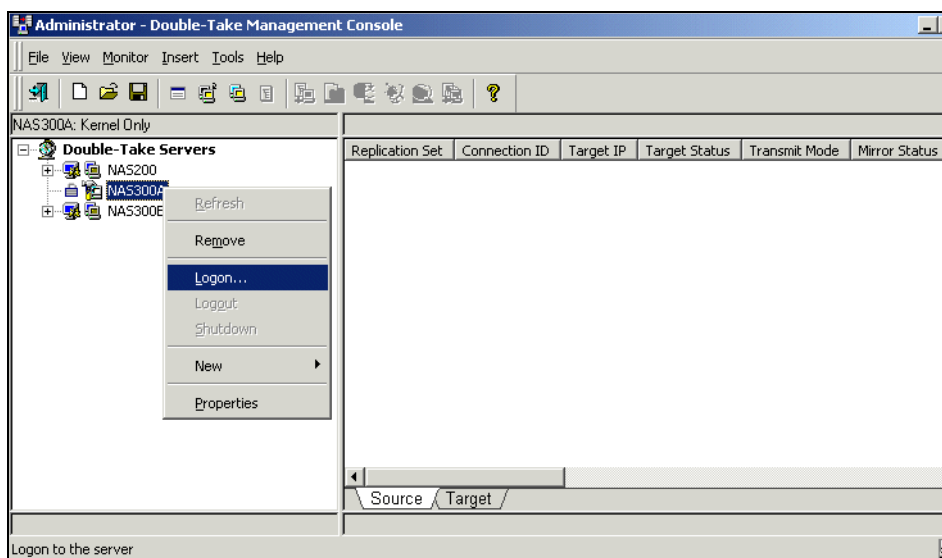 Administrator - Double-Take Management Console
File View Monitor Insert Tools Help
NAS300A: Kernel Only
Double-Take Servers
NAS200
NAS300A
NAS300E
Refresh
Remove
Logon...
Logout
Shutdown
New
Properties
Replication Set Connection ID Target IP Target Status Transmit Mode Mirror Status
Source Target
Logon to the server